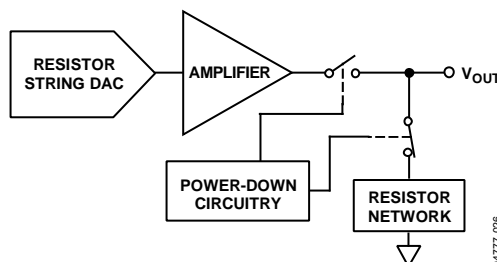 RESISTOR
STRING DAC
AMPLIFIER
VOUT
POWER-DOWN
CIRCUITRY
RESISTOR
NETWORK